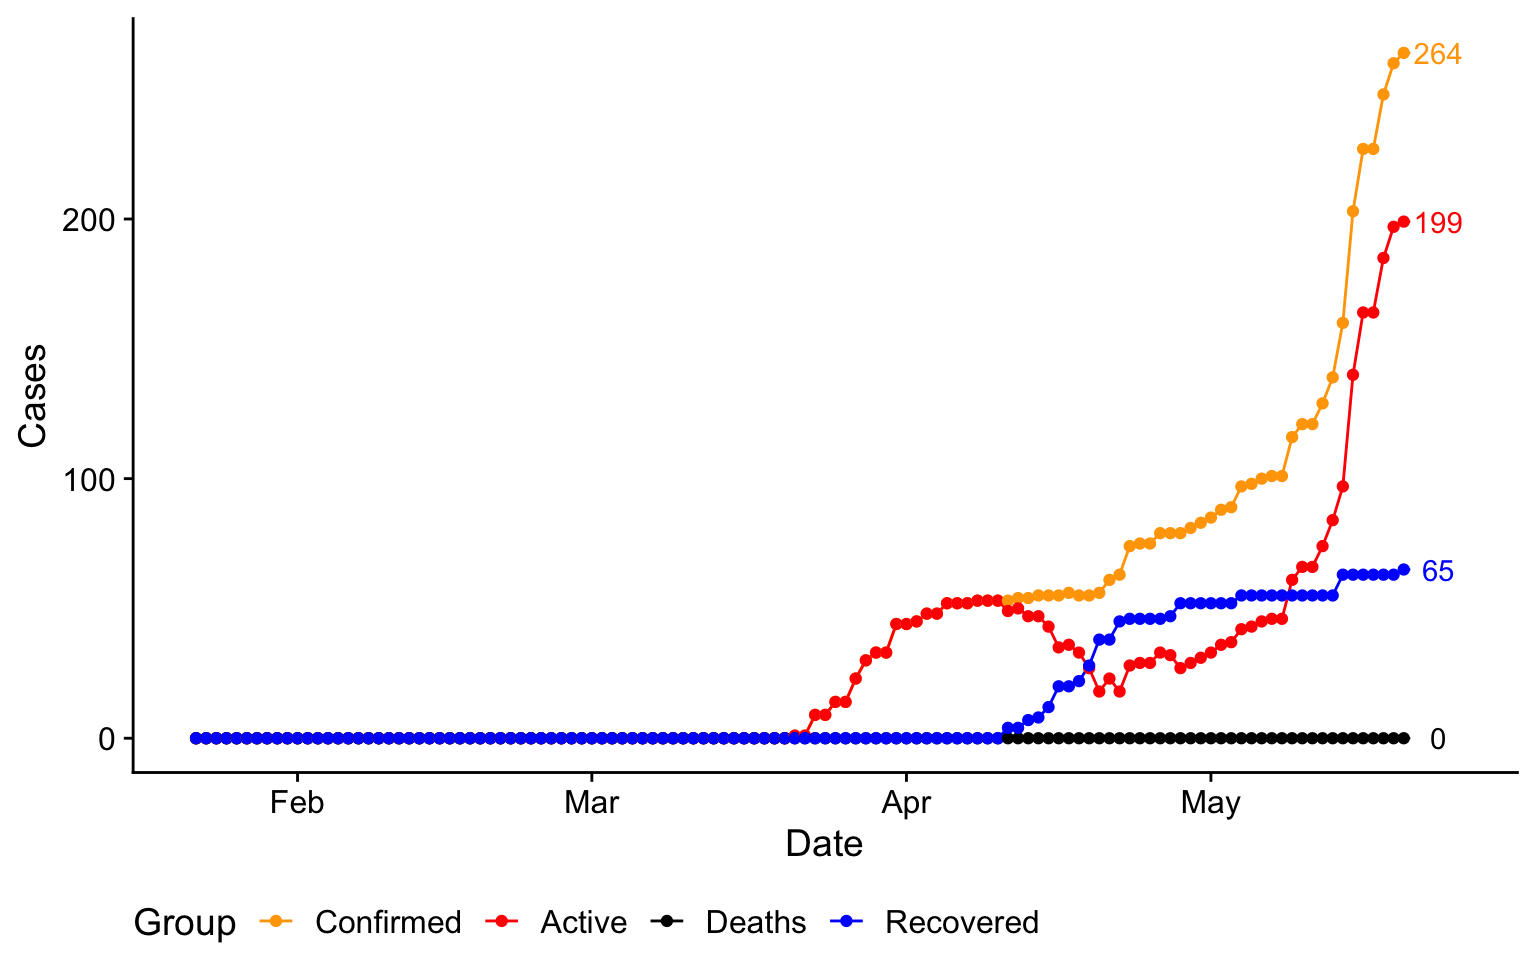 264
199
200
Cases
100
65
0
0
Feb Mar Apr May
Date
Group Confirmed Active Deaths Recovered